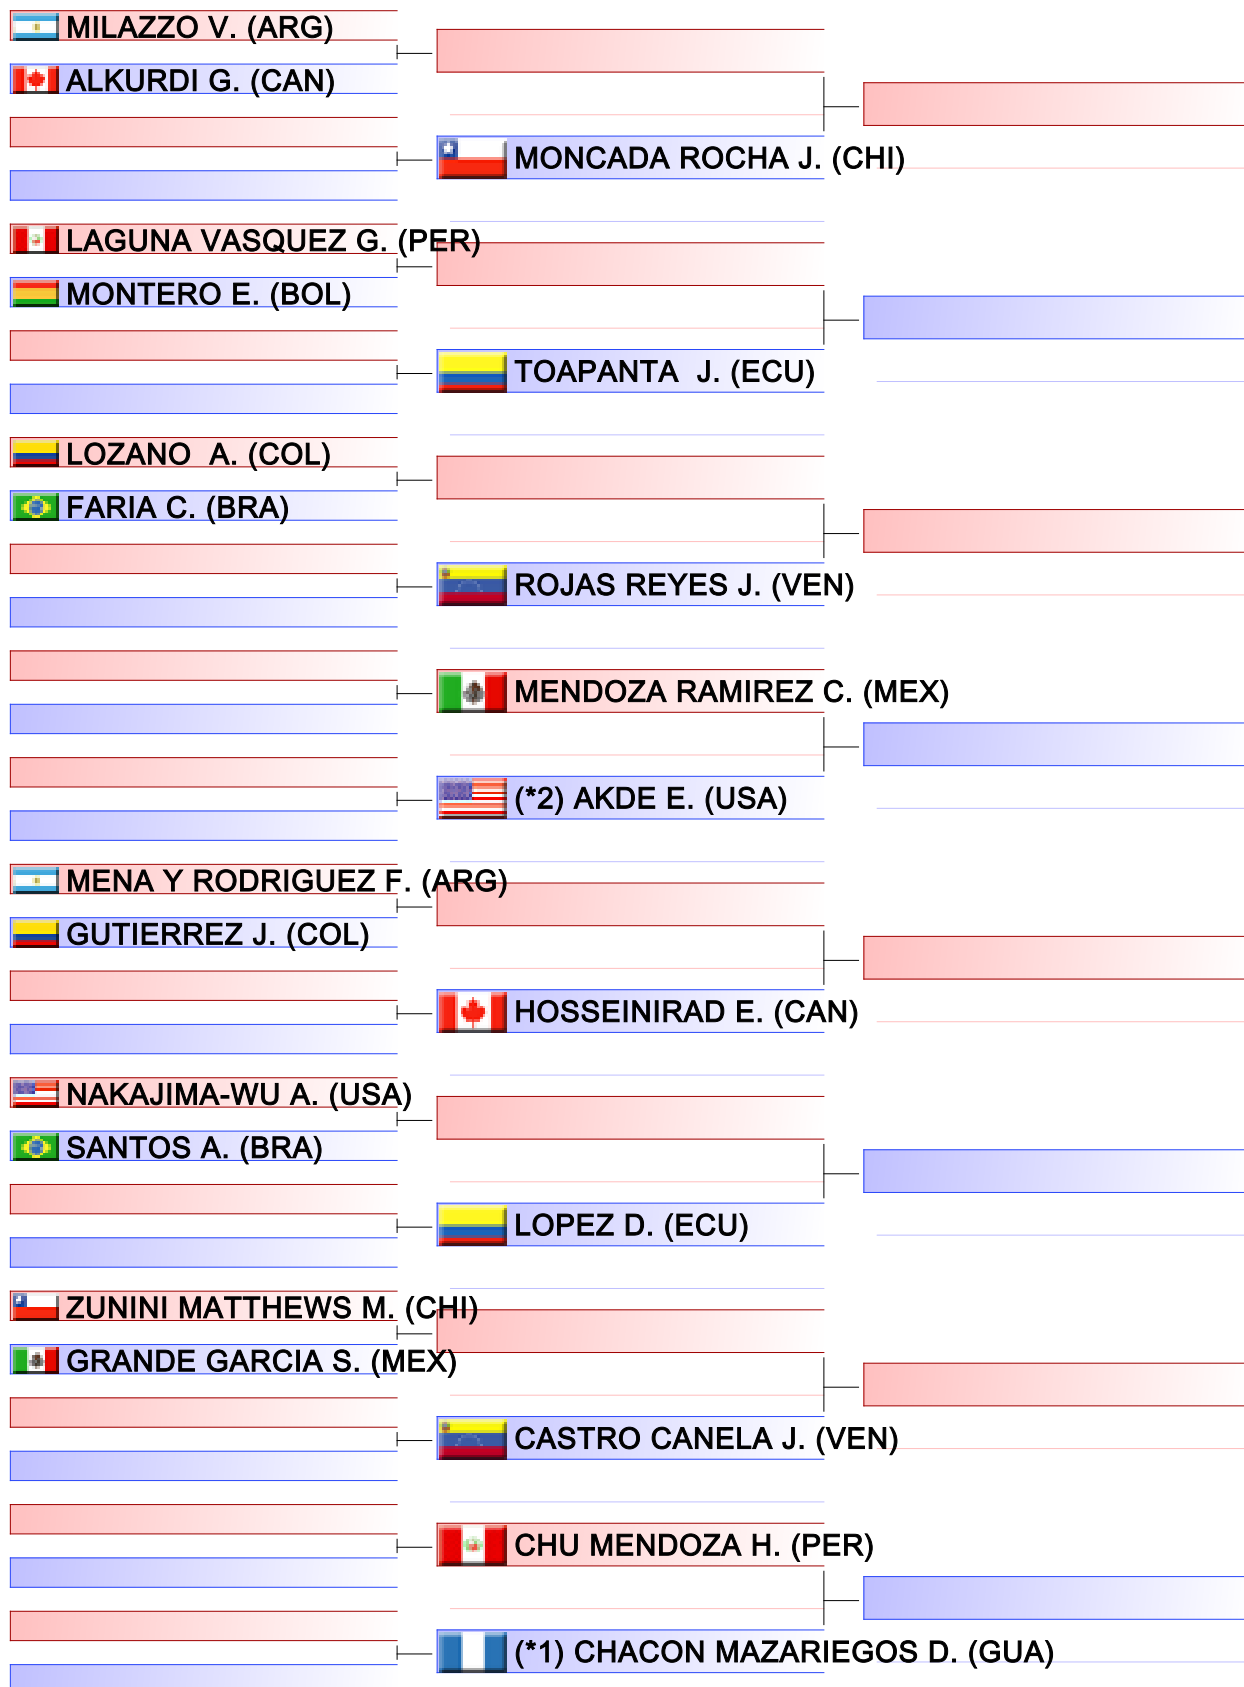 MILAZZO V. (ARG)
ALKURDI G. (CAN)
MONCADA ROCHA J. (CHI)
LAGUNA VASQUEZ G. (PER)
MONTERO E. (BOL)
TOAPANTA  J. (ECU)
LOZANO  A. (COL)
FARIA C. (BRA)
ROJAS REYES J. (VEN)
MENDOZA RAMIREZ C. (MEX)
(*2) AKDE E. (USA)
MENA Y RODRIGUEZ F. (ARG)
GUTIERREZ J. (COL)
HOSSEINIRAD E. (CAN)
NAKAJIMA-WU A. (USA)
SANTOS A. (BRA)
LOPEZ D. (ECU)
ZUNINI MATTHEWS M. (CHI)
GRANDE GARCIA S. (MEX)
CASTRO CANELA J. (VEN)
CHU MENDOZA H. (PER)
(*1) CHACON MAZARIEGOS D. (GUA)